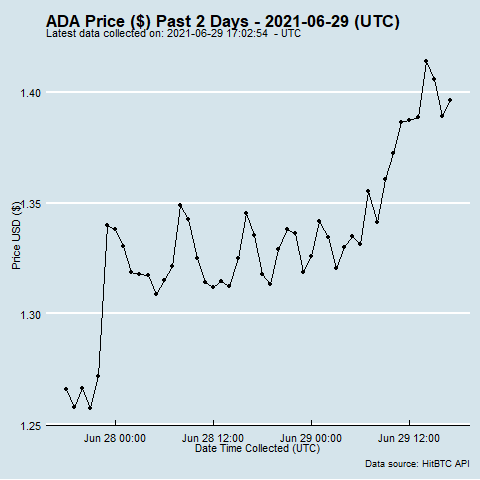 ADA Price ($) Past 2 Days - 2021-06-29 (UTC)
Latest data collected on: 2021-06-29 17:02:54 - UTC
1.40
1.35
1.30
1.25
Price USD ($)
Jun 28 00:00 Jun 28 12:00 Jun 29 00:00 Jun 29 12:00
Date Time Collected (UTC)
Data source: HitBTC API